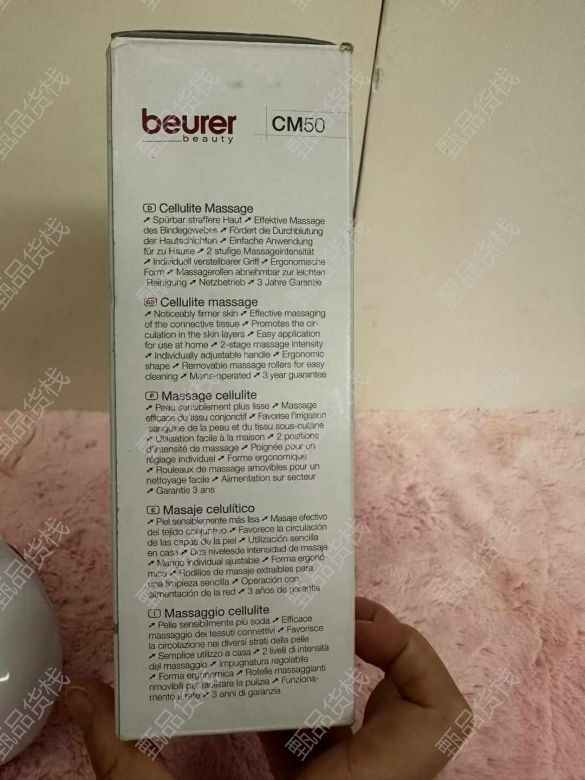 beurer
beauty
CM50
D Cellulite Massage
➚ Spürbar straffere Haut ➚ Effektive Massage
des Bindegewebes ➚ Fördert die Durchblutung
der Hautschichten ➚ Einfache Anwendung
für zu Hause ➚ 2 stufige Massageintensität
➚ Individuell verstellbarer Griff ➚ Ergonomische
Form ➚ Massagerollen abnehmbar zur leichten
Reinigung ➚ Netzbetrieb ➚ 3 Jahre Garantie
GB Cellulite massage
➚ Noticeably firmer skin ➚ Effective massaging
of the connective tissue ➚ Promotes the cir-
culation in the skin layers ➚ Easy application
for use at home ➚ 2-stage massage intensity
➚ Individually adjustable handle ➚ Ergonomic
shape ➚ Removable massage rollers for easy
cleaning ➚ Mains-operated ➚ 3 year guarantee
F Massage cellulite
➚ Peau sensiblement plus lisse ➚ Massage
efficace du tissu conjonctif ➚ Favorise l'irrigation
sanguine de la peau et du tissu sous-cutané
➚ Utilisation facile à la maison ➚ 2 positions
d'intensité de massage ➚ Poignée pour un
réglage individuel ➚ Forme ergonomique
➚ Rouleaux de massage amovibles pour un
nettoyage facile ➚ Alimentation sur secteur
➚ Garantie 3 ans
E Masaje celulítico
➚ Piel sensiblemente más lisa ➚ Masaje efectivo
del tejido conjuntivo ➚ Favorece la circulación
de las capas de la piel ➚ Utilización sencilla
en casa ➚ Dos nivelesde intensidad de masaje
➚ Mango individual ajustable ➚ Forma ergonó-
mica ➚ Rodillos de masaje extraíbles para
una limpieza sencilla ➚ Operación con
alimentación de la red ➚ 3 años de garantía
I Massaggio cellulite
➚ Pelle sensibilmente più soda ➚ Efficace
massaggio dei tessuti connettivi ➚ Favorisce
la circolazione nei diversi strati della pelle
➚ Semplice utilizzo a casa ➚ 2 livelli di intensità
del massaggio ➚ Impugnatura regolabile
➚ Forma ergonomica ➚ Rotelle massaggianti
rimovibili per facilitare la pulizia ➚ Funziona-
mento a rete ➚ 3 anni di garanzia
甄品货栈